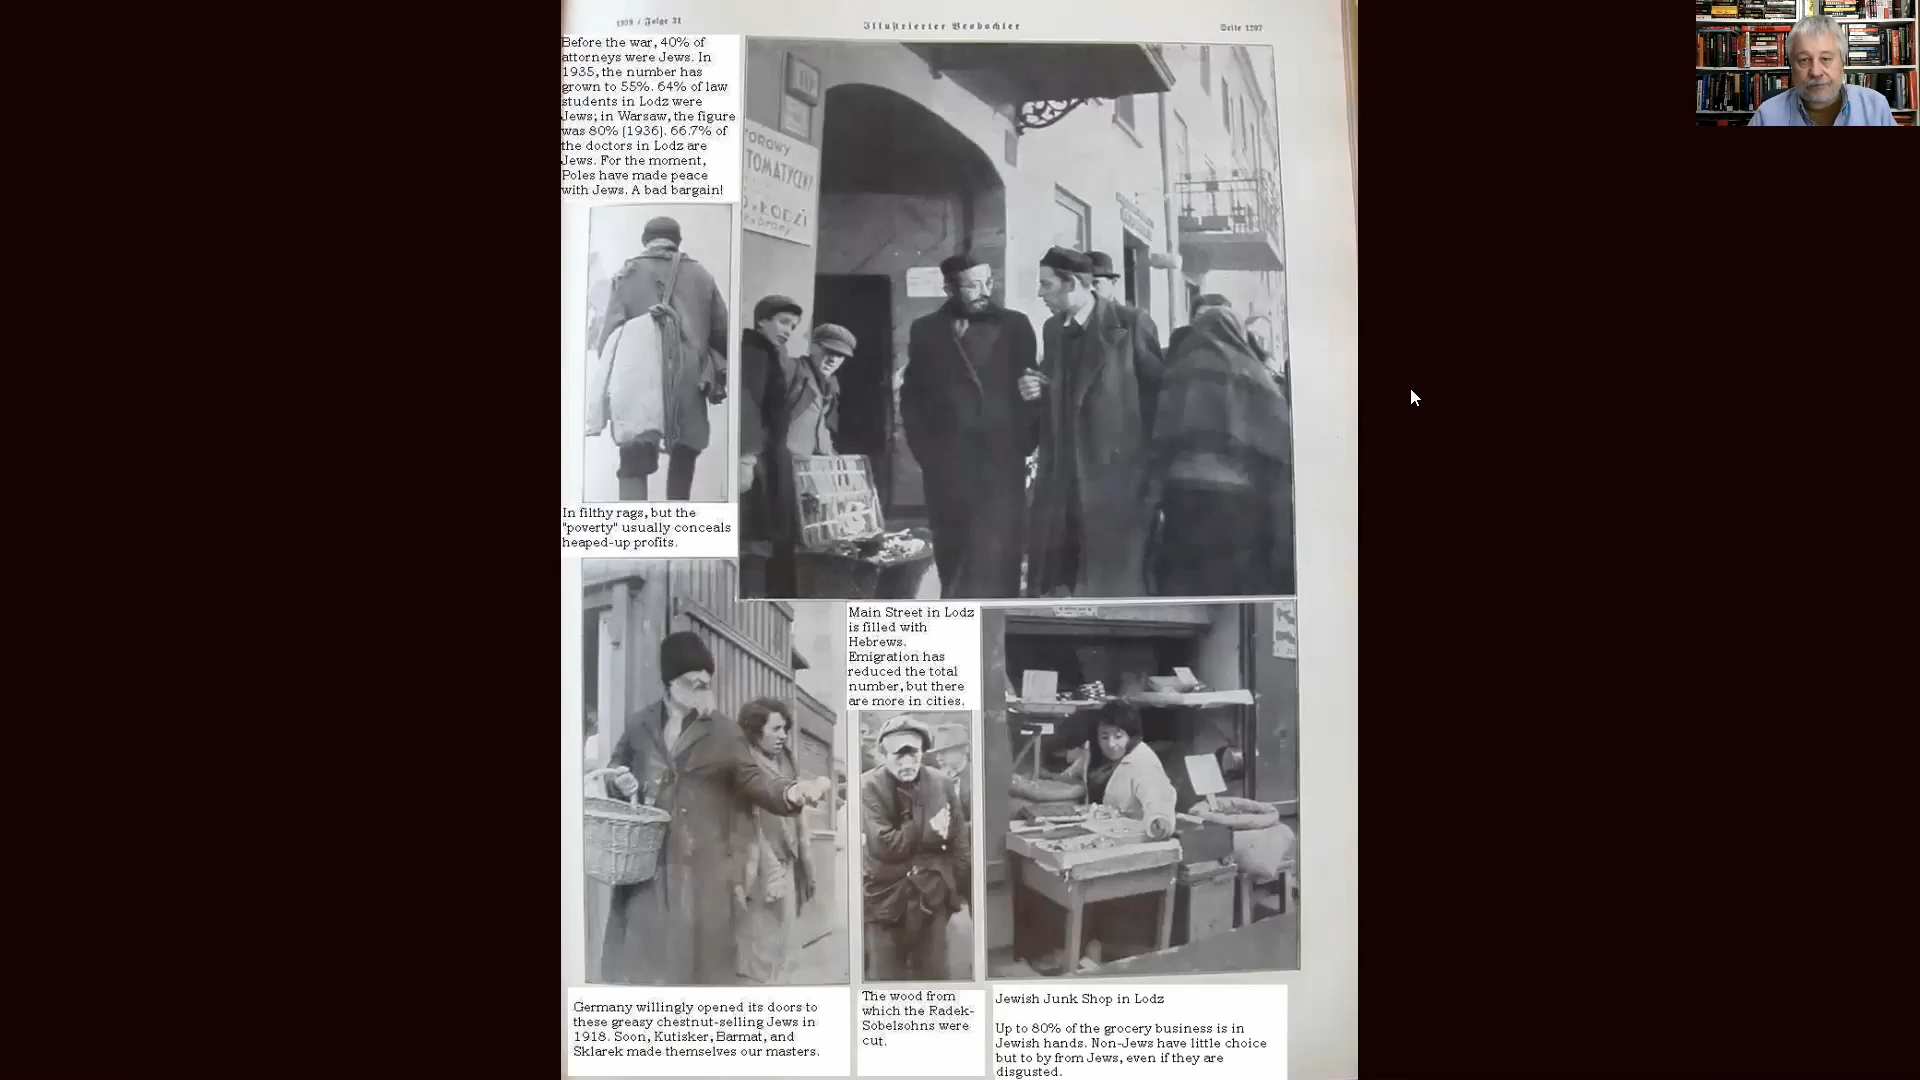 1938 / Folge 31
Illustrierter Beobachter
Seite 1207
Before the war, 40% of
attorneys were Jews. In
1935, the number has
grown to 55%. 64% of law
students in Lodz were
Jews; in Warsaw, the figure
was 80% [1936]. 66.7% of
the doctors in Lodz are
Jews. For the moment,
Poles have made peace
with Jews. A bad bargain!
10
OROWY
TOMATYCZNY
ŁODZI
In filthy rags, but the
"poverty" usually conceals
heaped-up profits.
Main Street in Lodz
is filled with
Hebrews.
Emigration has
reduced the total
number, but there
are more in cities.
Germany willingly opened its doors to
these greasy chestnut-selling Jews in
1918. Soon, Kutisker, Barmat, and
Sklarek made themselves our masters.
The wood from
which the Radek-
Sobelsohns were
cut.
Jewish Junk Shop in Lodz
Up to 80% of the grocery business is in
Jewish hands. Non-Jews have little choice
but to by from Jews, even if they are
disgusted.